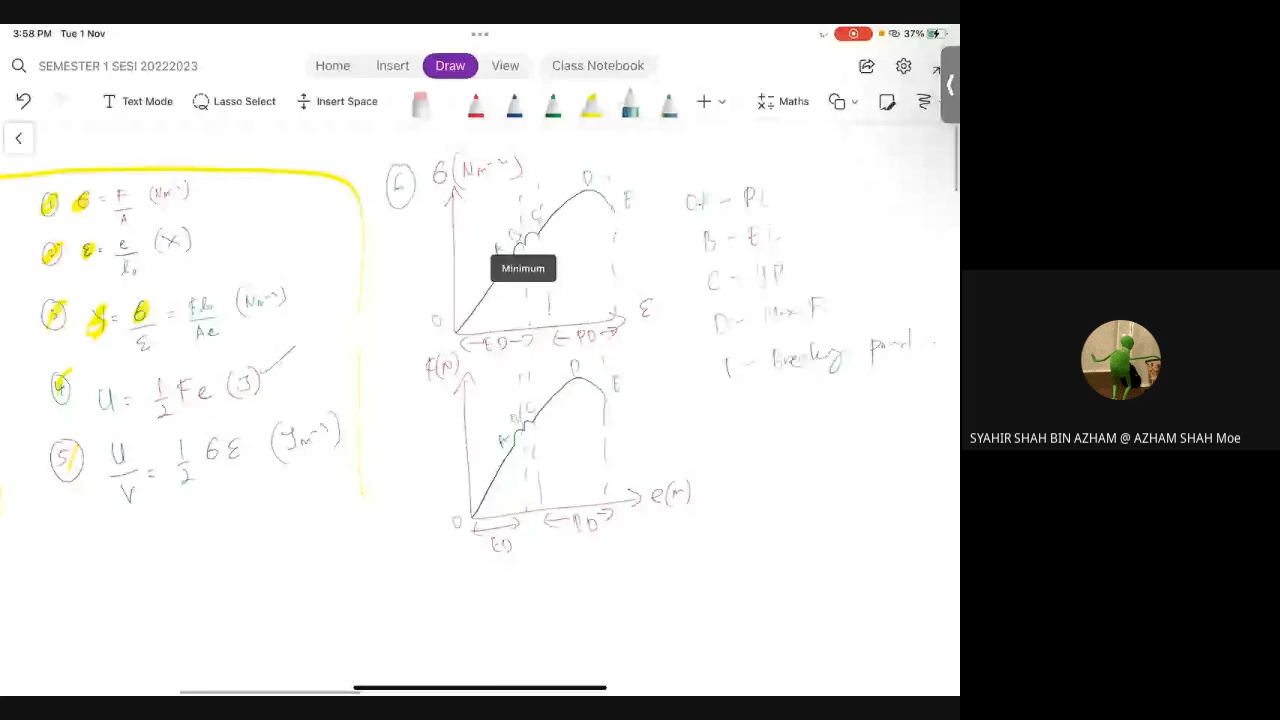 3:58 PM Tue 1 Nov
37%
SEMESTER 1 SESI 20222023
Home Insert Draw View Class Notebook
Text Mode Lasso Select Insert Space Maths
① σ = F/A (Nm⁻²)
② ε = e/l₀ (X)
③ Y = σ/ε = Fl₀/Ae (Nm⁻²)
④ U = 1/2 Fe (J)
⑤ U/V = 1/2 σε (Jm⁻³)
⑥ σ (Nm⁻²)
D
E
C
B
A
Minimum
O
ε
ED PD
OA - PL
B - EL
C - YP
D - Max F
Breaking point
F(N)
D
E
B C
A
O
e(m)
ED
PD
SYAHIR SHAH BIN AZHAM @ AZHAM SHAH Moe